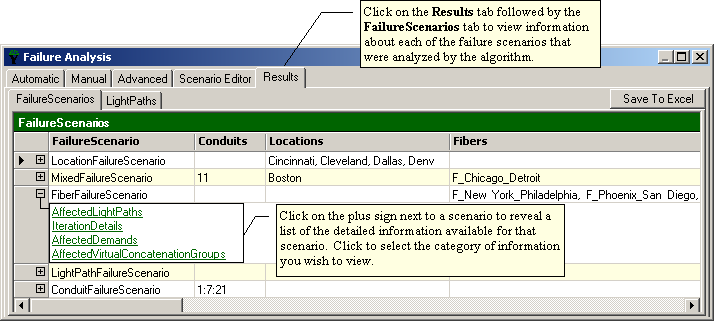 Click on the Results tab followed by the
FailureScenarios tab to view information
about each of the failure scenarios that
were analyzed by the algorithm.
Failure Analysis
Automatic Manual Advanced Scenario Editor Results
FailureScenarios LightPaths Save To Excel
FailureScenarios
FailureScenario Conduits Locations Fibers
LocationFailureScenario Cincinnati, Cleveland, Dallas, Denv
MixedFailureScenario 11 Boston F_Chicago_Detroit
FiberFailureScenario F_New York_Philadelphia, F_Phoenix_San Diego,
AffectedLightPaths
IterationDetails
AffectedDemands
AffectedVirtualConcatenationGroups
Click on the plus sign next to a scenario to reveal a
list of the detailed information available for that
scenario. Click to select the category of information
you wish to view.
LightPathFailureScenario
ConduitFailureScenario 1:7:21